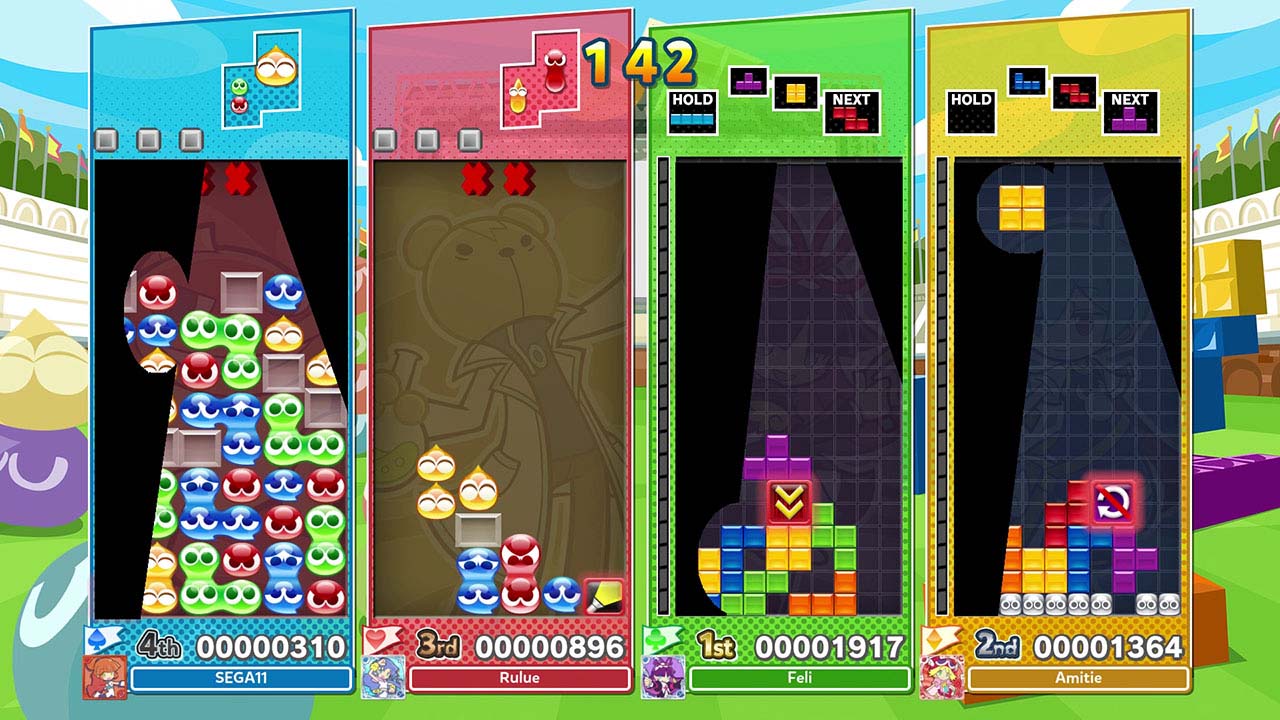 142
HOLD
NEXT
HOLD
NEXT
4th 00000310
SEGA11
3rd 00000896
Rulue
1st 00001917
Feli
2nd 00001364
Amitie